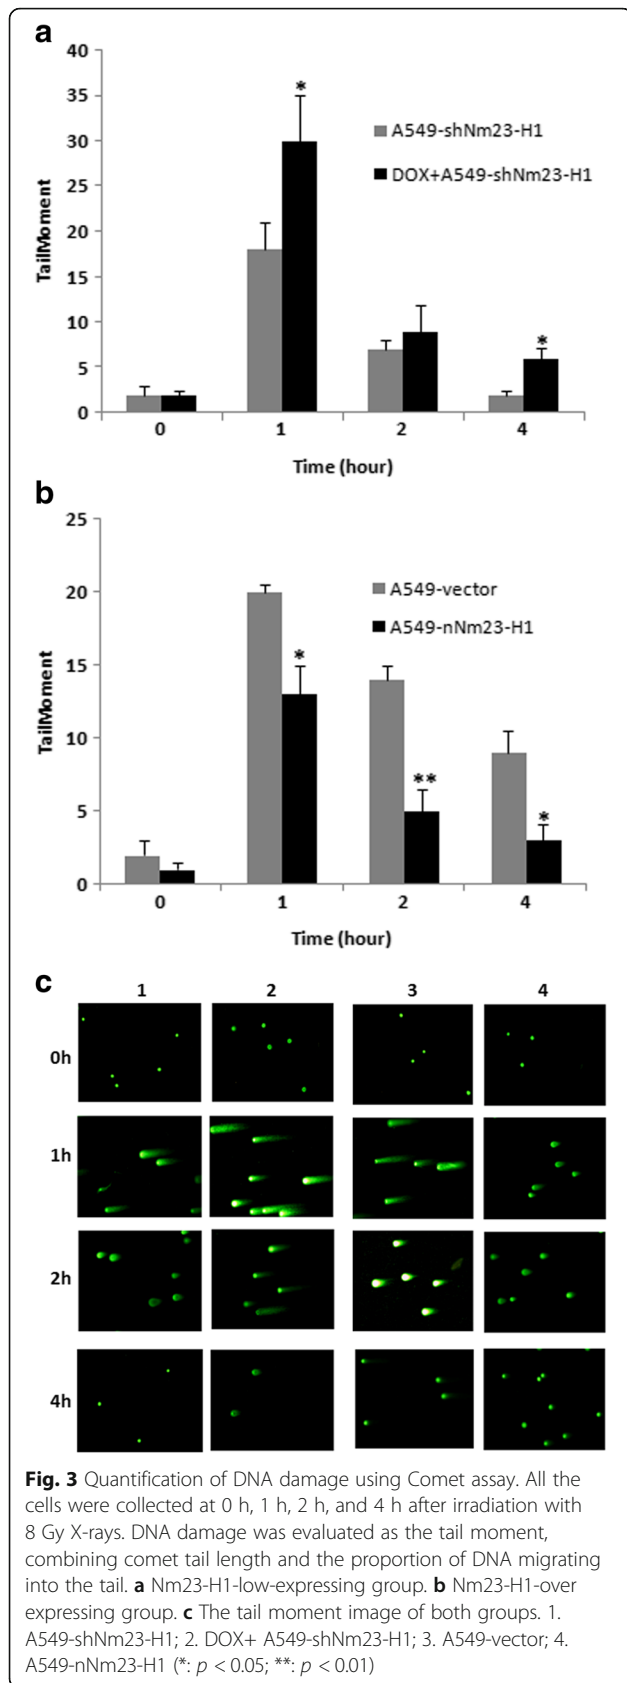 a
40
35
30
25
20
15
10
5
0
TailMoment
*
*
A549-shNm23-H1
DOX+A549-shNm23-H1
0 1 2 4
Time (hour)
b
25
20
15
10
5
0
TailMoment
*
**
*
A549-vector
A549-nNm23-H1
0 1 2 4
Time (hour)
c
1 2 3 4
0h
1h
2h
4h
Fig. 3 Quantification of DNA damage using Comet assay. All the
cells were collected at 0 h, 1 h, 2 h, and 4 h after irradiation with
8 Gy X-rays. DNA damage was evaluated as the tail moment,
combining comet tail length and the proportion of DNA migrating
into the tail. a Nm23-H1-low-expressing group. b Nm23-H1-over
expressing group. c The tail moment image of both groups. 1.
A549-shNm23-H1; 2. DOX+ A549-shNm23-H1; 3. A549-vector; 4.
A549-nNm23-H1 (*: p < 0.05; **: p < 0.01)